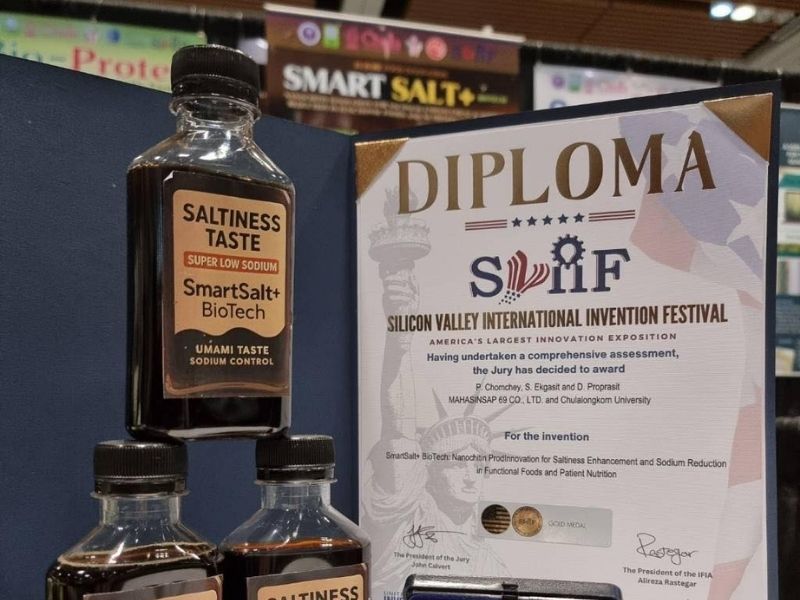 Bio-Prote
SMART SALT+
SALTINESS
TASTE
SUPER LOW SODIUM
SmartSalt+
BioTech
UMAMI TASTE
SODIUM CONTROL
SALTINESS
SALTINESS
DIPLOMA
SVIIF
SILICON VALLEY INTERNATIONAL INVENTION FESTIVAL
AMERICA'S LARGEST INNOVATION EXPOSITION
Having undertaken a comprehensive assessment,
the Jury has decided to award
P. Chomchey, S. Ekgasit and D. Proprasit
MAHASINSAP 69 CO., LTD. and Chulalongkorn University
For the invention
SmartSalt+ BioTech: Nanochitin ProdInnovation for Saltiness Enhancement and Sodium Reduction
in Functional Foods and Patient Nutrition
GOLD MEDAL
The President of the Jury
John Calvert
Rastegar
The President of the IFIA
Alireza Rastegar